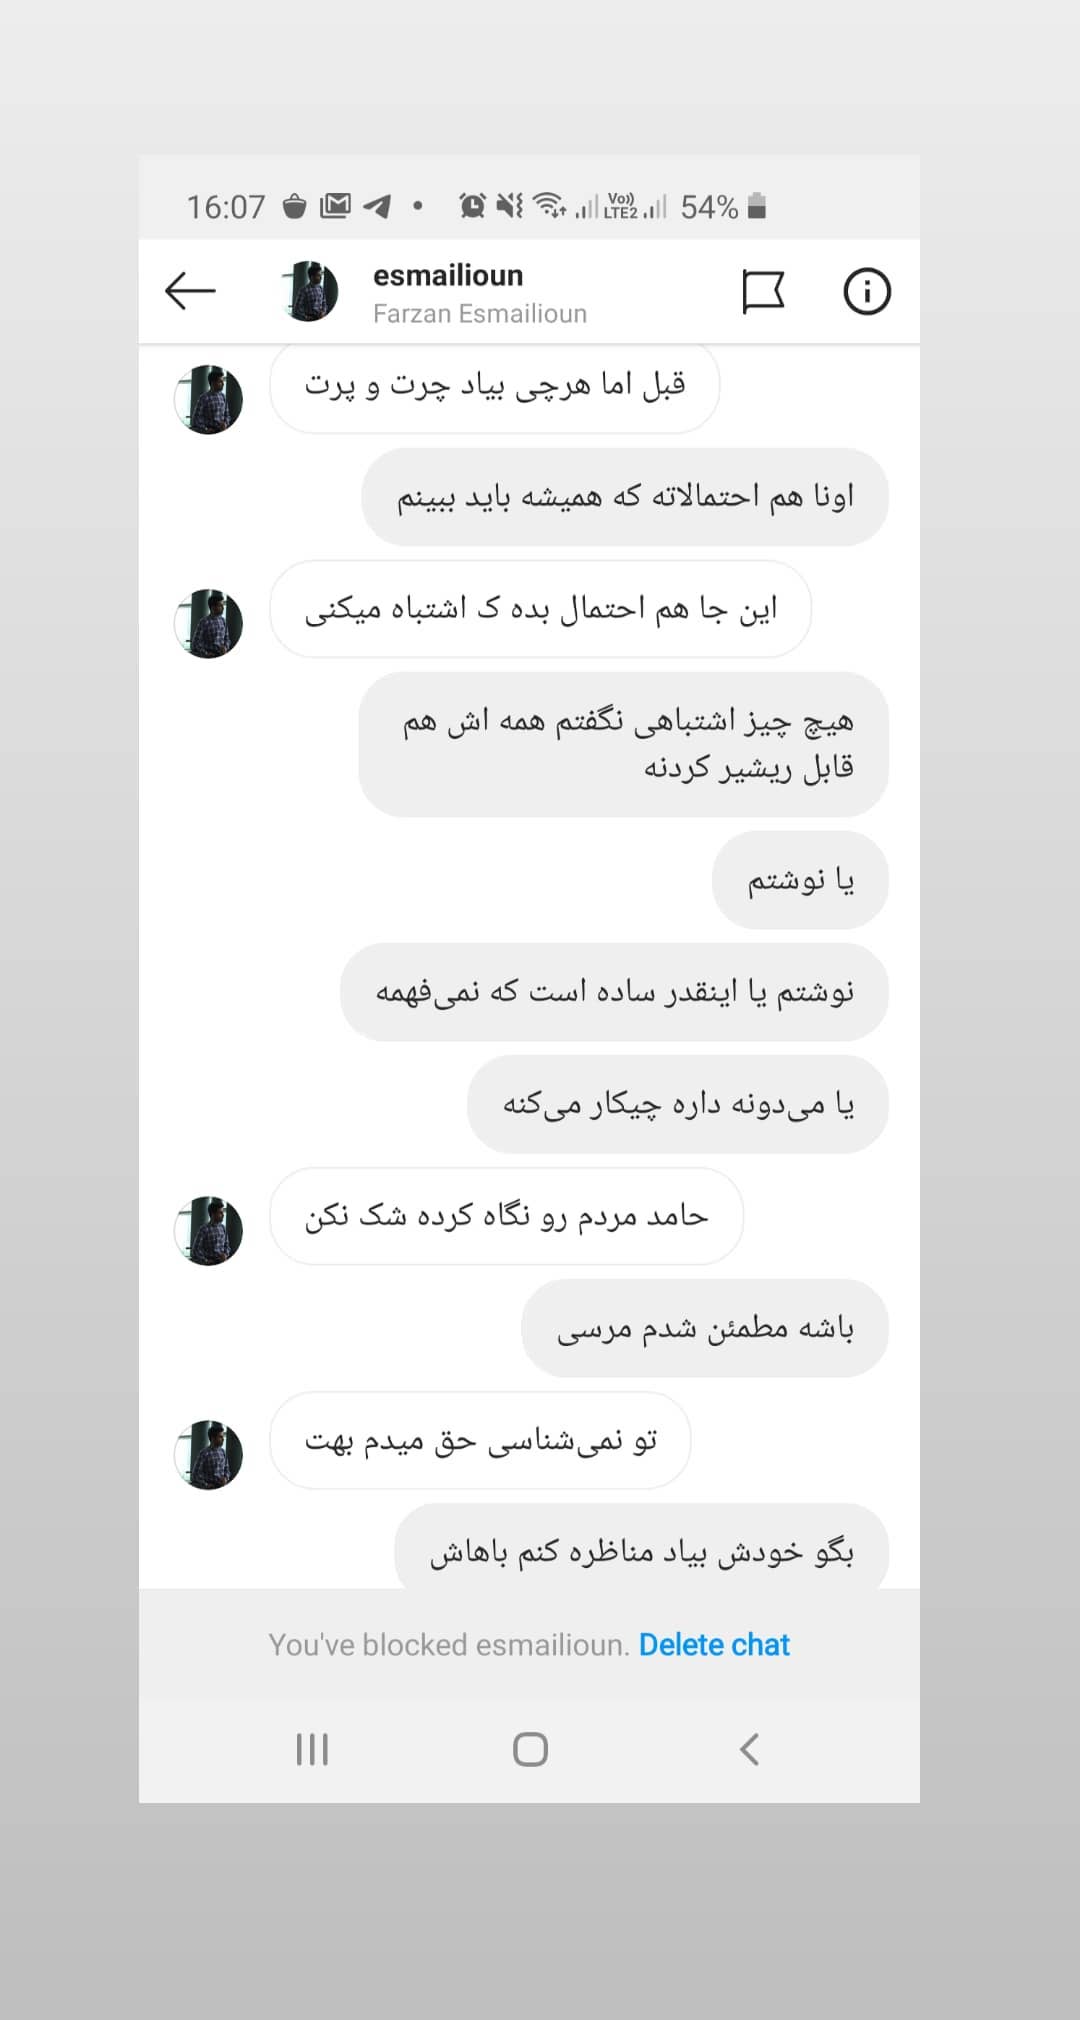 16:07
Vo))
LTE2
54%
esmailioun
Farzan Esmailioun
قبل اما هرچی بیاد چرت و پرت
اونا هم احتمالاته که همیشه باید ببینم
این جا هم احتمال بده ک اشتباه میکنی
هیچ چیز اشتباهی نگفتم همه اش هم
قابل ریشیر کردنه
یا نوشتم
نوشتم یا اینقدر ساده است که نمی‌فهمه
یا می‌دونه داره چیکار می‌کنه
حامد مردم رو نگاه کرده شک نکن
باشه مطمئن شدم مرسی
تو نمی‌شناسی حق میدم بهت
بگو خودش بیاد مناظره کنم باهاش
You've blocked esmailioun. Delete chat